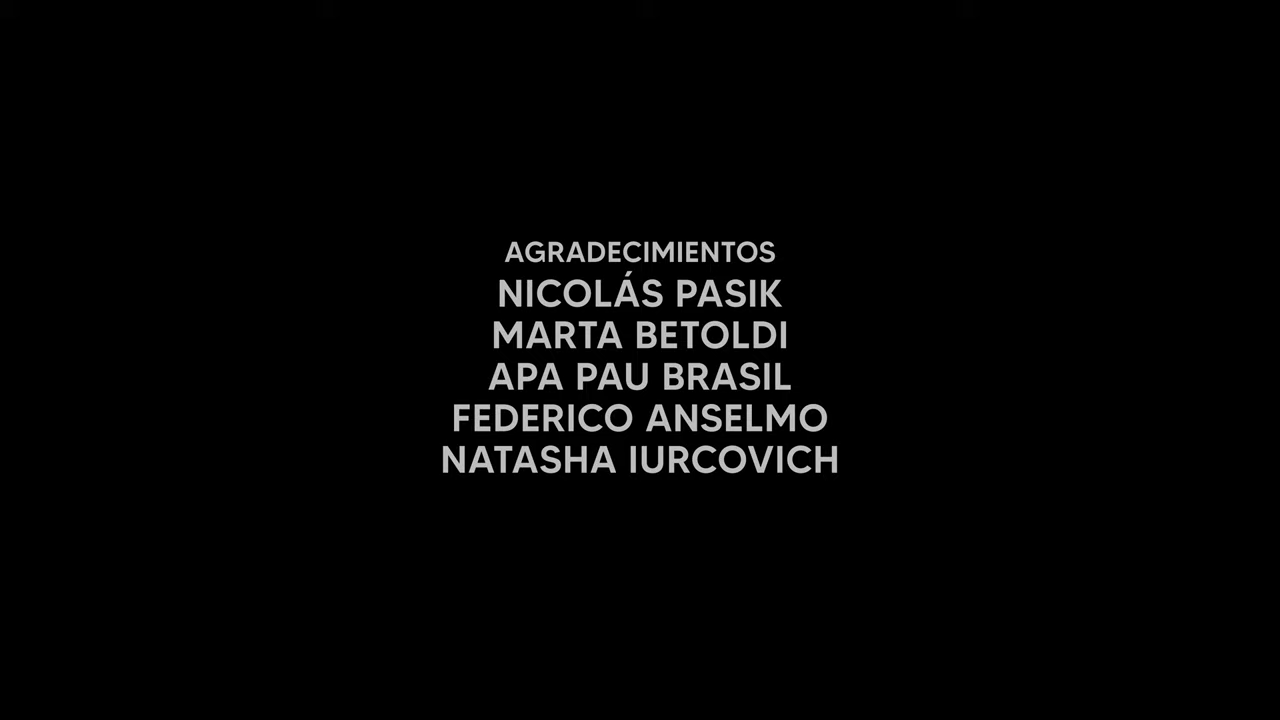 AGRADECIMIENTOS
NICOLÁS PASIK
MARTA BETOLDI
APA PAU BRASIL
FEDERICO ANSELMO
NATASHA IURCOVICH